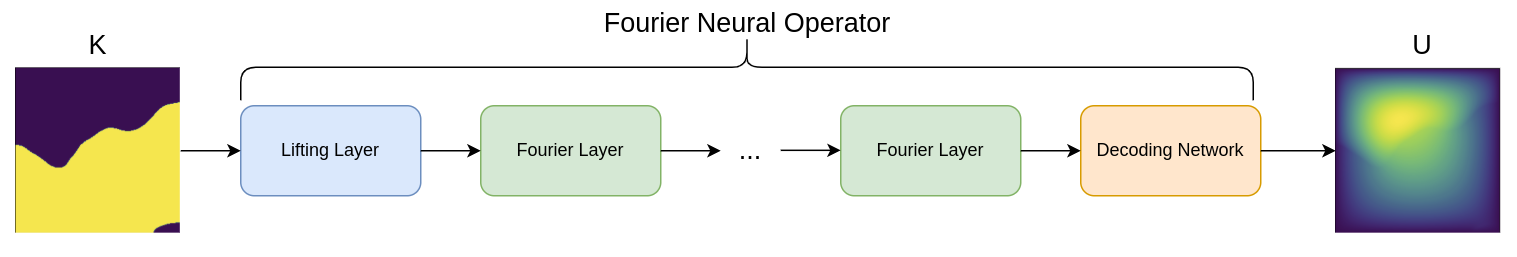 Fourier Neural Operator
K
U
Lifting Layer
Fourier Layer
...
Fourier Layer
Decoding Network